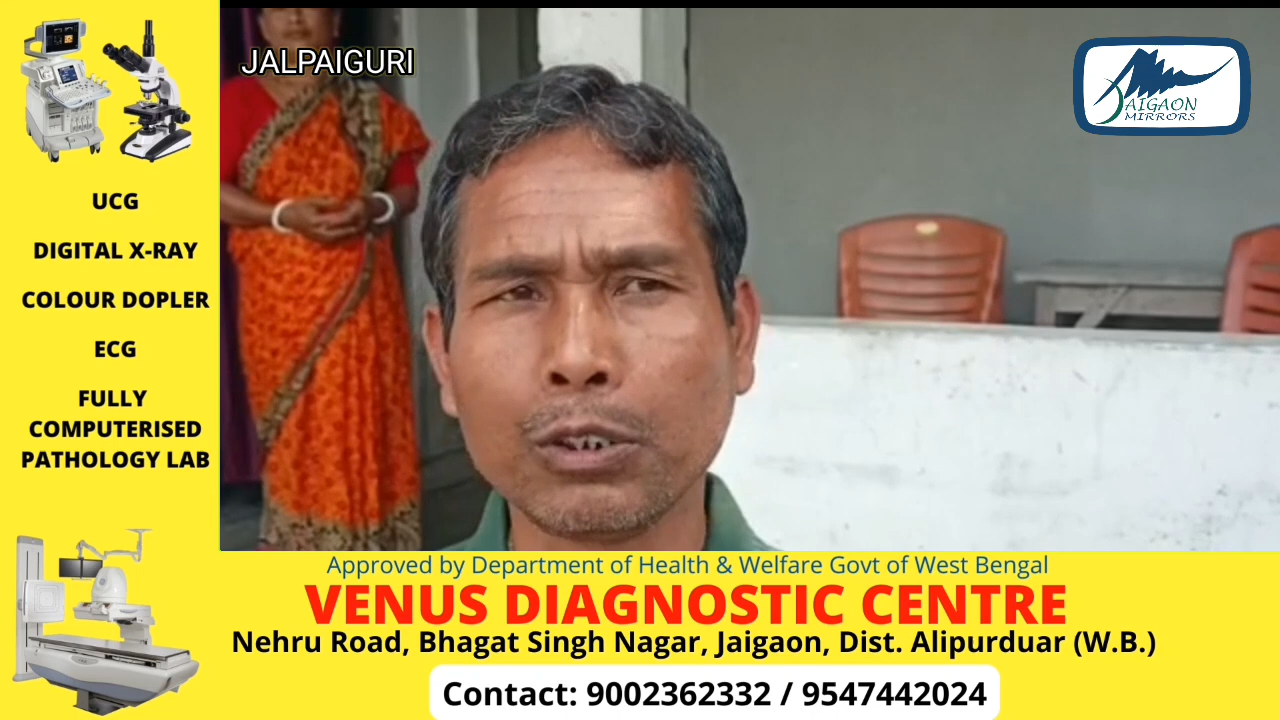 JALPAIGURI
JAIGAON
MIRRORS
UCG
DIGITAL X-RAY
COLOUR DOPLER
ECG
FULLY
COMPUTERISED
PATHOLOGY LAB
Approved by Department of Health & Welfare Govt of West Bengal
VENUS DIAGNOSTIC CENTRE
Nehru Road, Bhagat Singh Nagar, Jaigaon, Dist. Alipurduar (W.B.)
Contact: 9002362332 / 9547442024